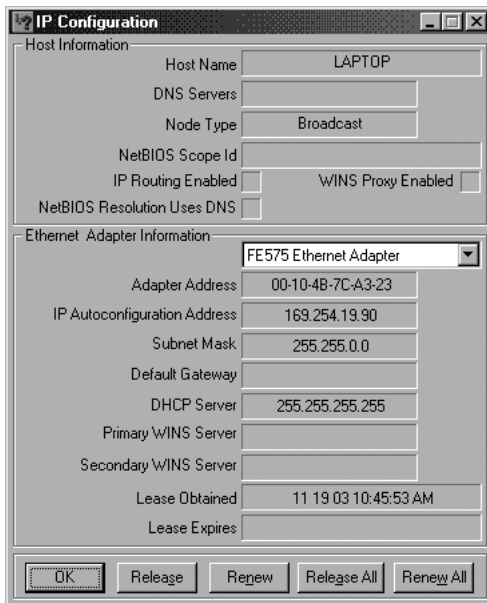 IP Configuration
Host Information
Host Name LAPTOP
DNS Servers
Node Type Broadcast
NetBIOS Scope Id
IP Routing Enabled WINS Proxy Enabled
NetBIOS Resolution Uses DNS
Ethernet Adapter Information
FE575 Ethernet Adapter
Adapter Address 00-10-4B-7C-A3-23
IP Autoconfiguration Address 169.254.19.90
Subnet Mask 255.255.0.0
Default Gateway
DHCP Server 255.255.255.255
Primary WINS Server
Secondary WINS Server
Lease Obtained 11 19 03 10:45:53 AM
Lease Expires
OK Release Renew Release All Renew All